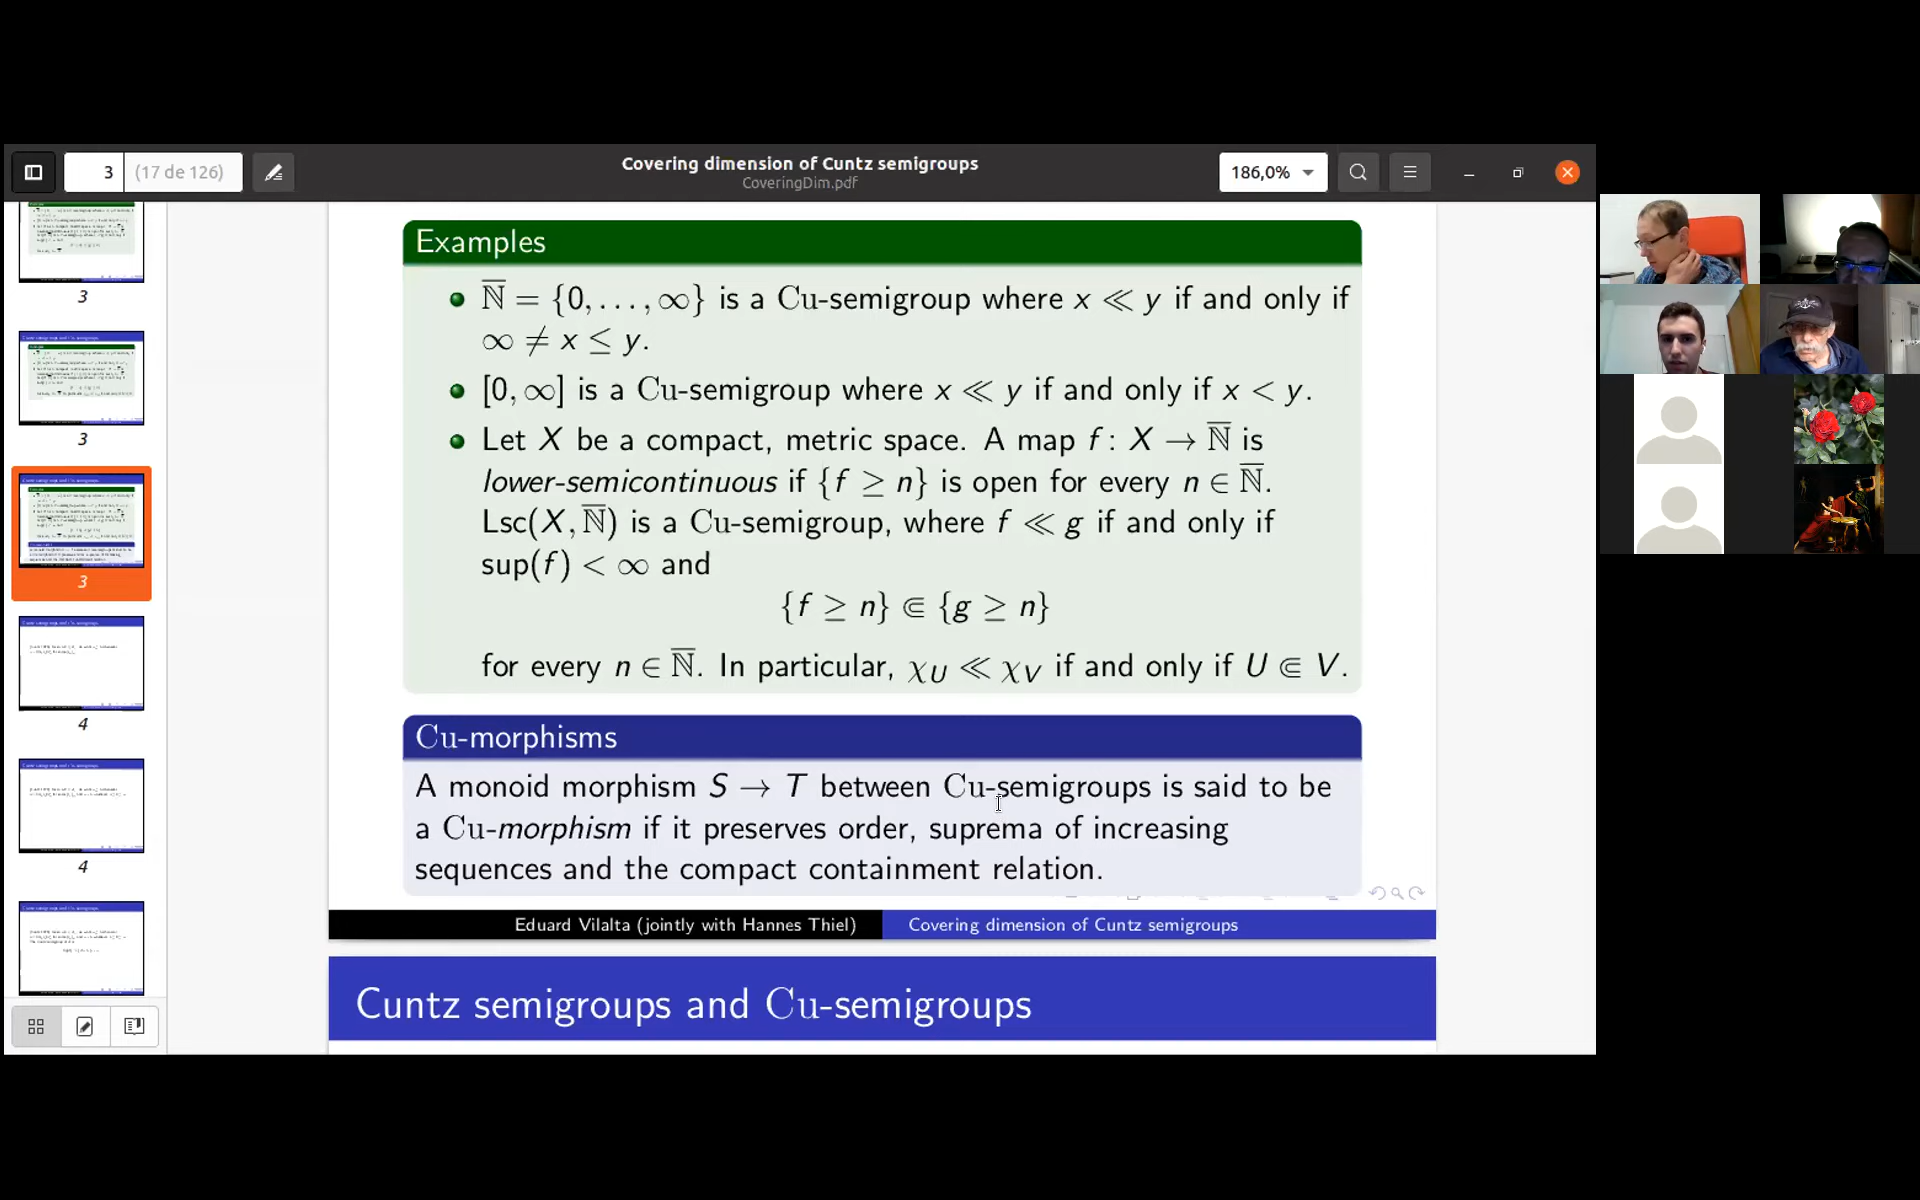 3 (17 de 126)
Covering dimension of Cuntz semigroups
CoveringDim.pdf
186,0%
3
3
3
4
4
Examples
ℕ̅ = {0, . . . , ∞} is a Cu-semigroup where x ≪ y if and only if
∞ ≠ x ≤ y.
[0, ∞] is a Cu-semigroup where x ≪ y if and only if x < y.
Let X be a compact, metric space. A map f : X → ℕ̅ is
lower-semicontinuous if {f ≥ n} is open for every n ∈ ℕ̅.
Lsc(X, ℕ̅) is a Cu-semigroup, where f ≪ g if and only if
sup(f) < ∞ and
{f ≥ n} ⋐ {g ≥ n}
for every n ∈ ℕ̅. In particular, χ_U ≪ χ_V if and only if U ⋐ V.
Cu-morphisms
A monoid morphism S → T between Cu-semigroups is said to be
a Cu-morphism if it preserves order, suprema of increasing
sequences and the compact containment relation.
Eduard Vilalta (jointly with Hannes Thiel) Covering dimension of Cuntz semigroups
Cuntz semigroups and Cu-semigroups